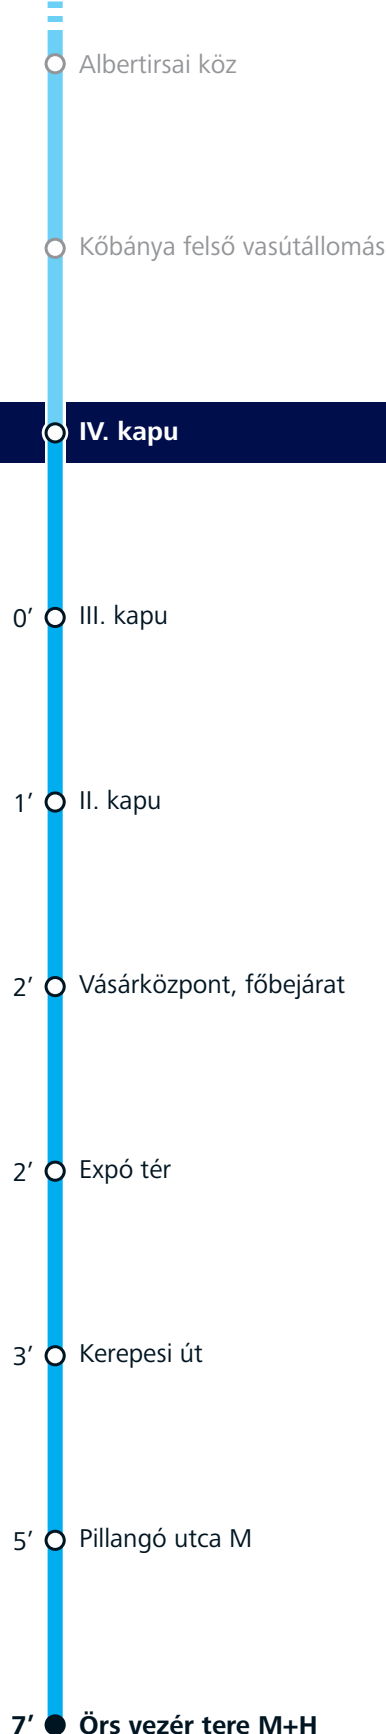 Albertirsai köz
Kőbánya felső vasútállomás
IV. kapu
0’ III. kapu
1’ II. kapu
2’ Vásárközpont, főbejárat
2’ Expó tér
3’ Kerepesi út
5’ Pillangó utca M
7’ Örs vezér tere M+H